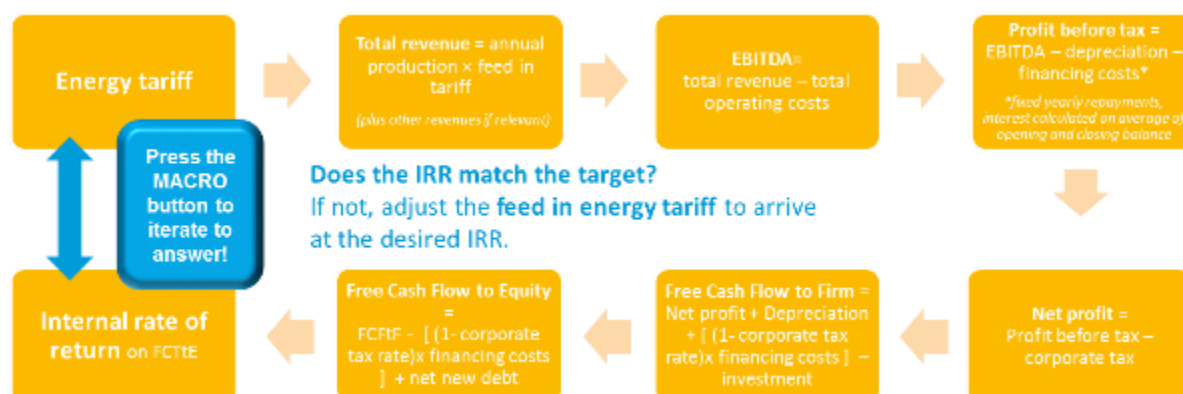 Energy tariff
Total revenue = annual
production × feed in
tariff
(plus other revenues if relevant)
EBITDA=
total revenue – total
operating costs
Profit before tax =
EBITDA – depreciation –
financing costs*
*fixed yearly repayments,
interest calculated on average of
opening and closing balance
Press the
MACRO
button to
iterate to
answer!
Does the IRR match the target?
If not, adjust the feed in energy tariff to arrive
at the desired IRR.
Internal rate of
return on FCTtE
Free Cash Flow to Equity
=
FCFtF - [ (1- corporate
tax rate)x financing costs
] + net new debt
Free Cash Flow to Firm =
Net profit + Depreciation
+ [ (1-corporate tax
rate)x financing costs ] –
investment
Net profit =
Profit before tax –
corporate tax